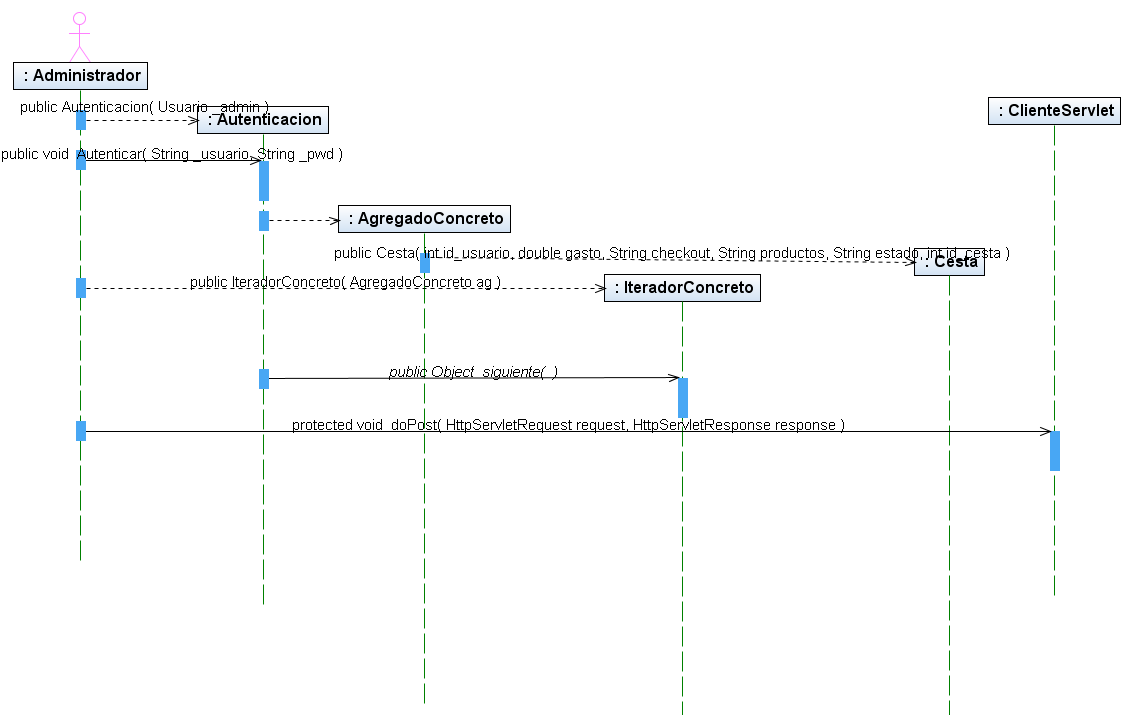 : Administrador
public Autenticacion( Usuario _admin )
: Autenticacion
: ClienteServlet
public void Autenticar( String _usuario, String _pwd )
: AgregadoConcreto
public Cesta( int id_usuario, double gasto, String checkout, String productos, String estado, int id_cesta )
: Cesta
public IteradorConcreto( AgregadoConcreto ag )
: IteradorConcreto
public Object siguiente( )
protected void doPost( HttpServletRequest request, HttpServletResponse response )